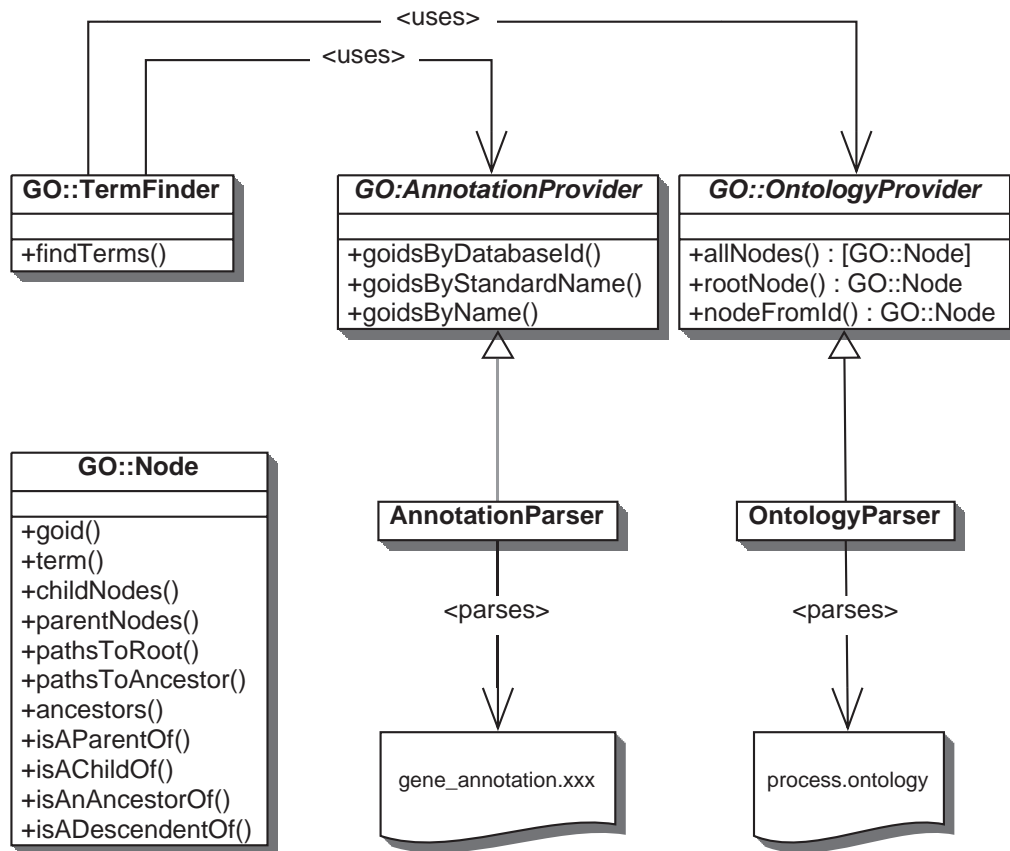 <uses>
<uses>
GO::TermFinder
+findTerms()
GO:AnnotationProvider
+goidsByDatabaseId()
+goidsByStandardName()
+goidsByName()
GO::OntologyProvider
+allNodes() : [GO::Node]
+rootNode() : GO::Node
+nodeFromId() : GO::Node
GO::Node
+goid()
+term()
+childNodes()
+parentNodes()
+pathsToRoot()
+pathsToAncestor()
+ancestors()
+isAParentOf()
+isAChildOf()
+isAnAncestorOf()
+isADescendentOf()
AnnotationParser
<parses>
gene_annotation.xxx
OntologyParser
<parses>
process.ontology